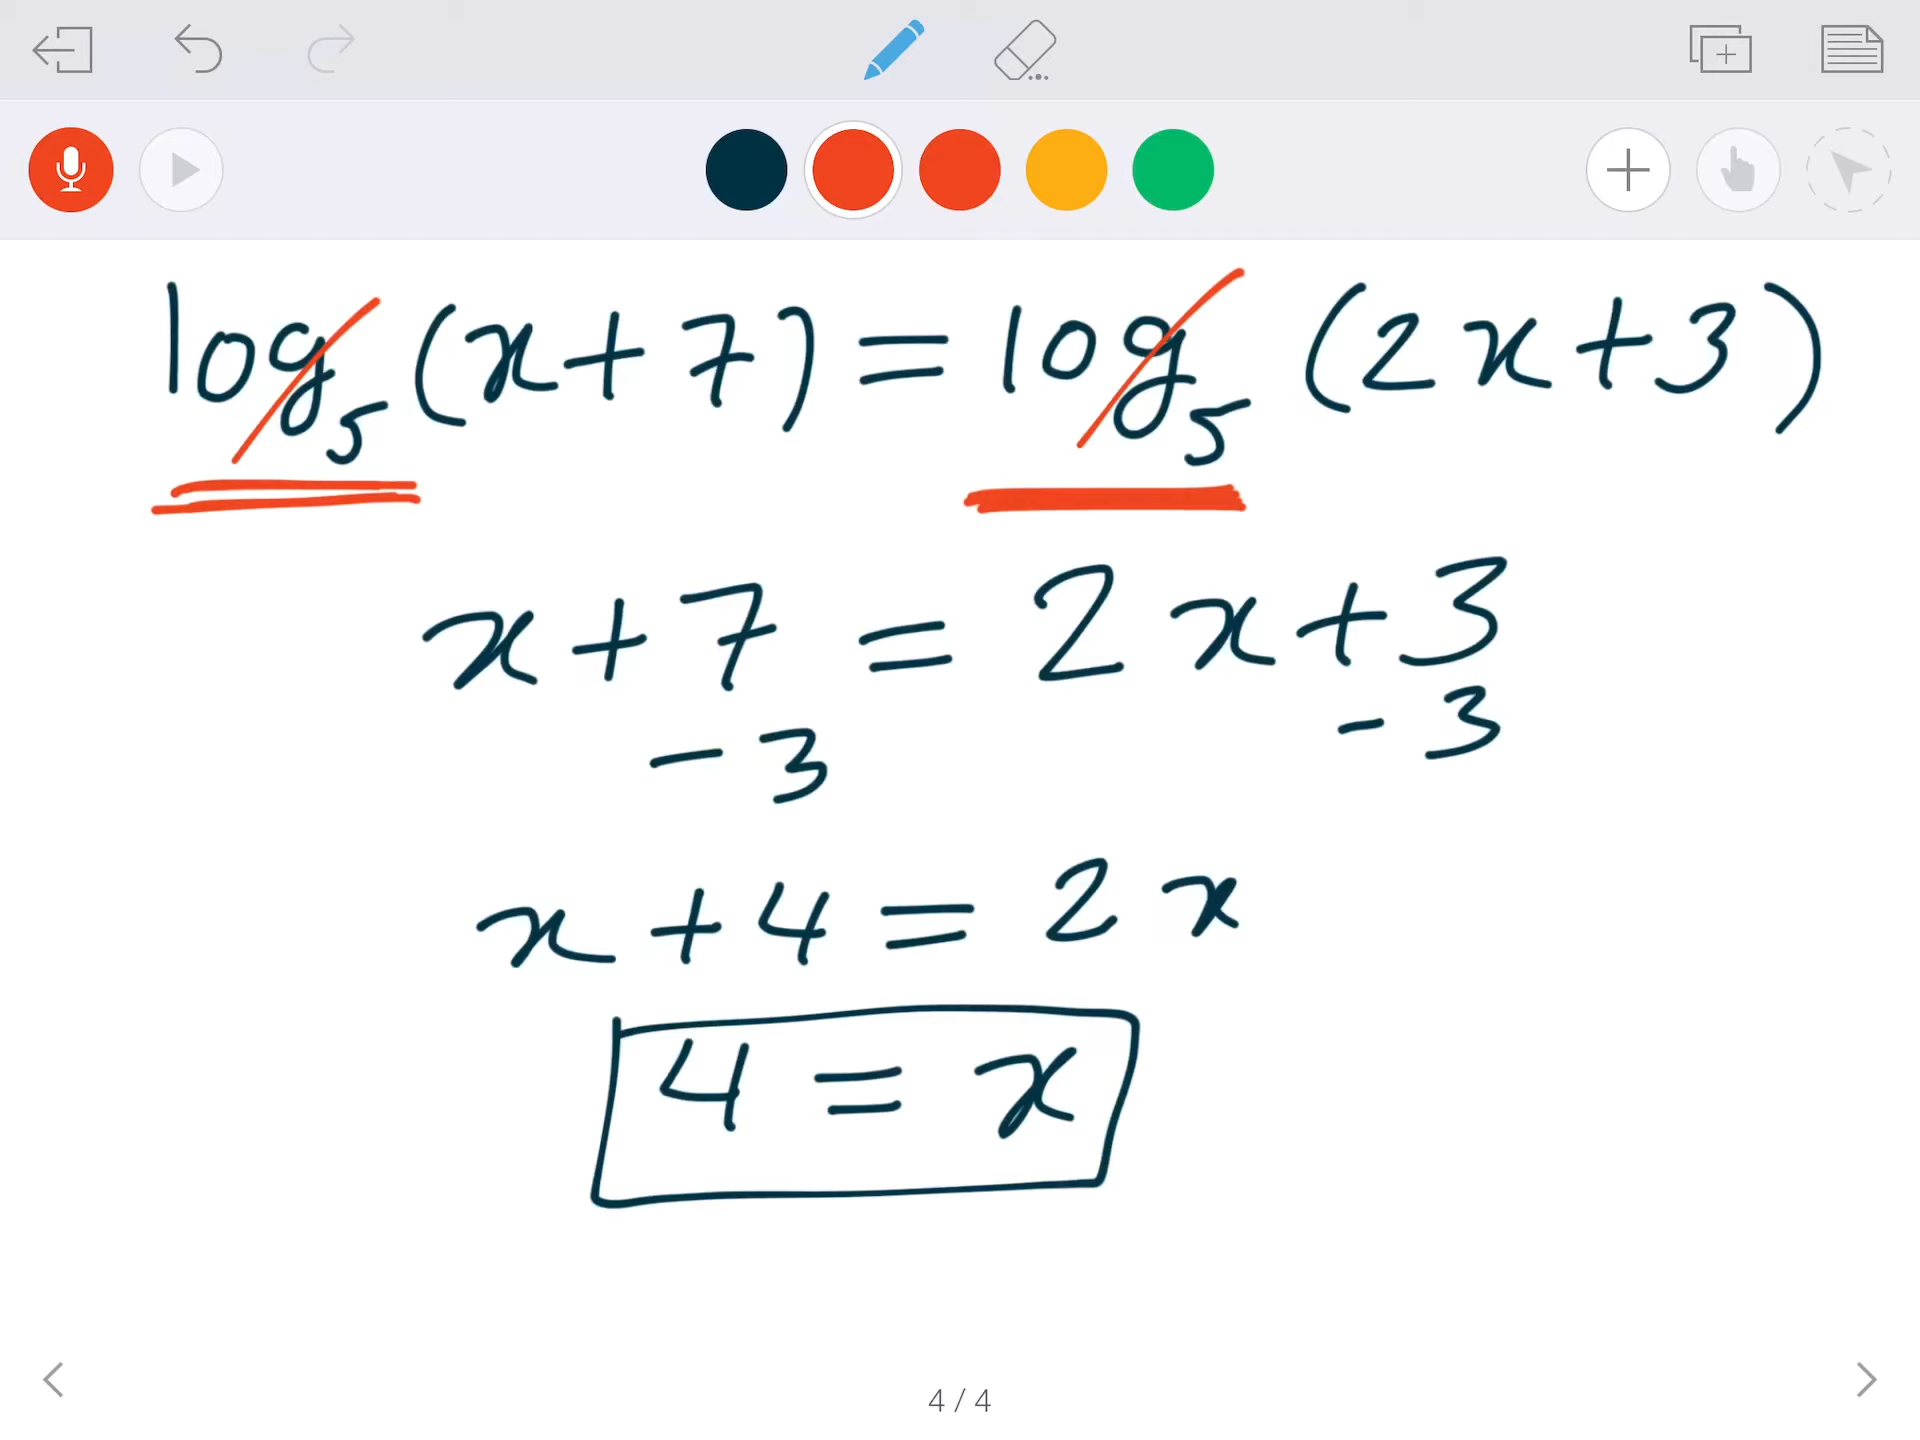 log₅(x+7) = log₅(2x+3)
x+7 = 2x+3
-3 -3
x+4 = 2x
4 = x
4 / 4